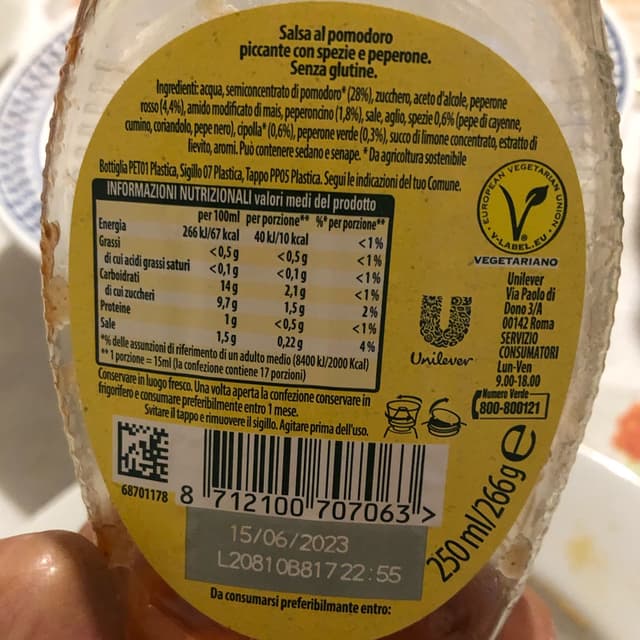 Salsa al pomodoro
piccante con spezie e peperone.
Senza glutine.
Ingredienti: acqua, semiconcentrato di pomodoro* (28%), zucchero, aceto d'alcole, peperone
rosso (4,4%), amido modificato di mais, peperoncino (1,8%), sale, aglio, spezie 0,6% (pepe di cayenne,
cumino, coriandolo, pepe nero), cipolla* (0,6%), peperone verde (0,3%), succo di limone concentrato, estratto di
lievito, aromi. Può contenere sedano e senape. * Da agricoltura sostenibile
Bottiglia PET01 Plastica, Sigillo 07 Plastica, Tappo PP05 Plastica. Segui le indicazioni del tuo Comune.
INFORMAZIONI NUTRIZIONALI valori medi del prodotto
per 100ml per porzione** %* per porzione**
Energia 266 kJ/67 kcal 40 kJ/10 kcal <1%
Grassi <0,5 g <0,5 g <1%
di cui acidi grassi saturi <0,1 g <0,1 g <1%
Carboidrati 14 g 2,1 g <1%
di cui zuccheri 9,7 g 1,5 g 2%
Proteine 1 g <0,5 g <1%
Sale 1,5 g 0,22 g 4%
*% delle assunzioni di riferimento di un adulto medio (8400 kJ/2000 Kcal)
** 1 porzione = 15ml (la confezione contiene 17 porzioni)
Conservare in luogo fresco. Una volta aperta la confezione conservare in
frigorifero e consumare preferibilmente entro 1 mese.
Svitare il tappo e rimuovere il sigillo. Agitare prima dell'uso.
EUROPEAN VEGETARIAN UNION
V-LABEL.EU
VEGETARIANO
Unilever
Unilever
Via Paolo di
Dono 3/A
00142 Roma
SERVIZIO
CONSUMATORI
Lun-Ven
9.00-18.00
Numero Verde
800-800121
68701178
8 712100 707063 >
250 ml/266g e
15/06/2023
L20810B817 22:55
Da consumarsi preferibilmente entro: